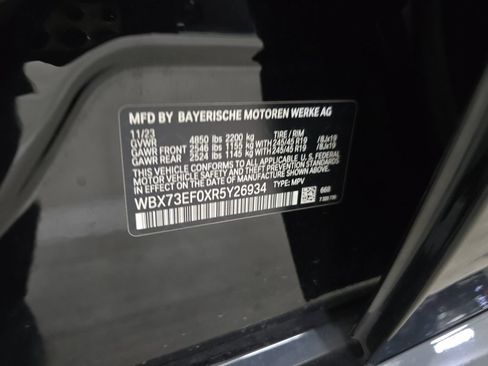 MFD BY BAYERISCHE MOTOREN WERKE AG
11/23 TIRE / RIM
GVWR 4850 lbs 2200 kg
GAWR FRONT 2546 lbs 1155 kg WITH 245/45 R19 /8Jx19
GAWR REAR 2524 lbs 1145 kg WITH 245/45 R19 /8Jx19
THIS VEHICLE CONFORMS TO ALL APPLICABLE
FEDERAL MOTOR VEHICLE SAFETY
STANDARDS IN EFFECT ON THE DATE OF
MANUFACTURE SHOWN ABOVE.
WBX73EF0XR5Y26934 TYPE: MPV
668